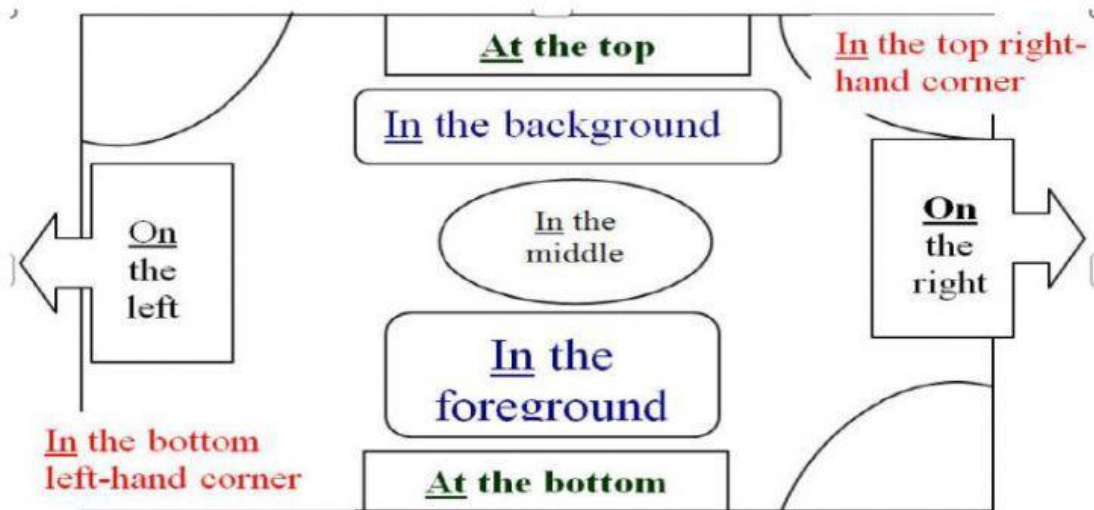 At the top
In the top right-
hand corner
In the background
In the
middle
On
the
left
On
the
right
In the
foreground
In the bottom
left-hand corner
At the bottom